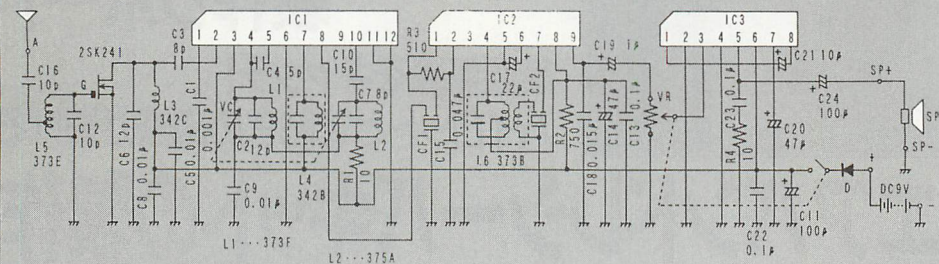 IC1
IC2
IC3
1 2 3 4 5 6 7 8 9 10 11 12
1 2 3 4 5 6 7 8 9
1 2 3 4 5 6 7 8
A
2SK241
G
C16
10p
L5
373E
C12
10p
C3
8p
L3
342C
C6 12p
C8 0.01μ
0.01μ
C5
C1
0.001μ
VC
C2
12p
C4
5p
L1
C9
0.01μ
L4
342B
C10
15p
C7 8p
L2
R1
10
L1···373F
L2···375A
R3
510
CF1
C15
0.047μ
C17
22μ
CF2
L6 373B
C19 1μ
R2
750
C18
0.015μ
C14
47μ
C13
0.1μ
VR
R4
10
C23
0.1μ
C21 10μ
C20
47μ
C24
100μ
SP+
SP
SP-
C22
0.1μ
C11
100μ
D
+
DC9V
-